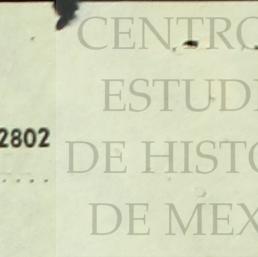 CENTRO
ESTUDI
2802
DE HISTO
DE MEX